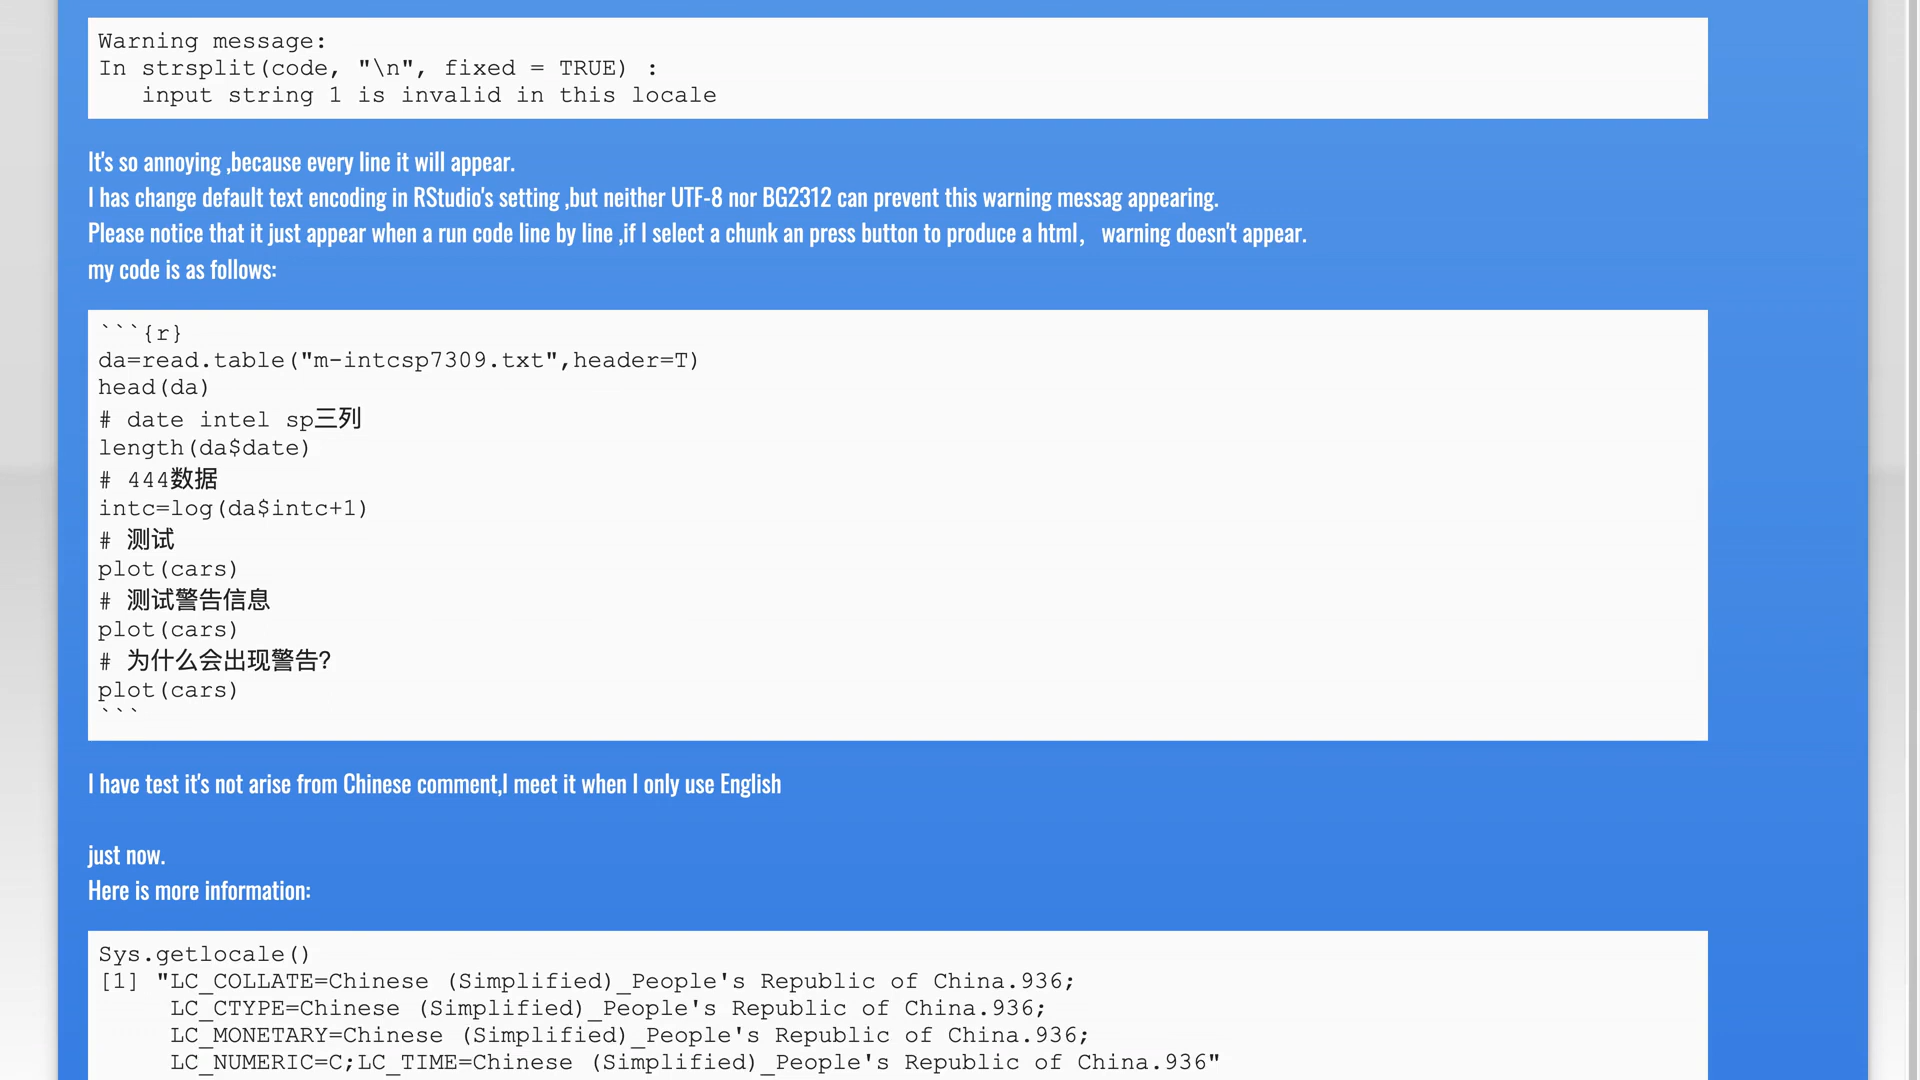 Warning message:
In strsplit(code, "\n", fixed = TRUE) :
   input string 1 is invalid in this locale
It's so annoying ,because every line it will appear.
I has change default text encoding in RStudio's setting ,but neither UTF-8 nor BG2312 can prevent this warning messag appearing.
Please notice that it just appear when a run code line by line ,if I select a chunk an press button to produce a html， warning doesn't appear.
my code is as follows:
```{r}
da=read.table("m-intcsp7309.txt",header=T)
head(da)
# date intel sp三列
length(da$date)
# 444数据
intc=log(da$intc+1)
# 测试
plot(cars)
# 测试警告信息
plot(cars)
# 为什么会出现警告？
plot(cars)
```
I have test it's not arise from Chinese comment,I meet it when I only use English
just now.
Here is more information:
Sys.getlocale()
[1] "LC_COLLATE=Chinese (Simplified)_People's Republic of China.936;
     LC_CTYPE=Chinese (Simplified)_People's Republic of China.936;
     LC_MONETARY=Chinese (Simplified)_People's Republic of China.936;
     LC_NUMERIC=C;LC_TIME=Chinese (Simplified)_People's Republic of China.936"